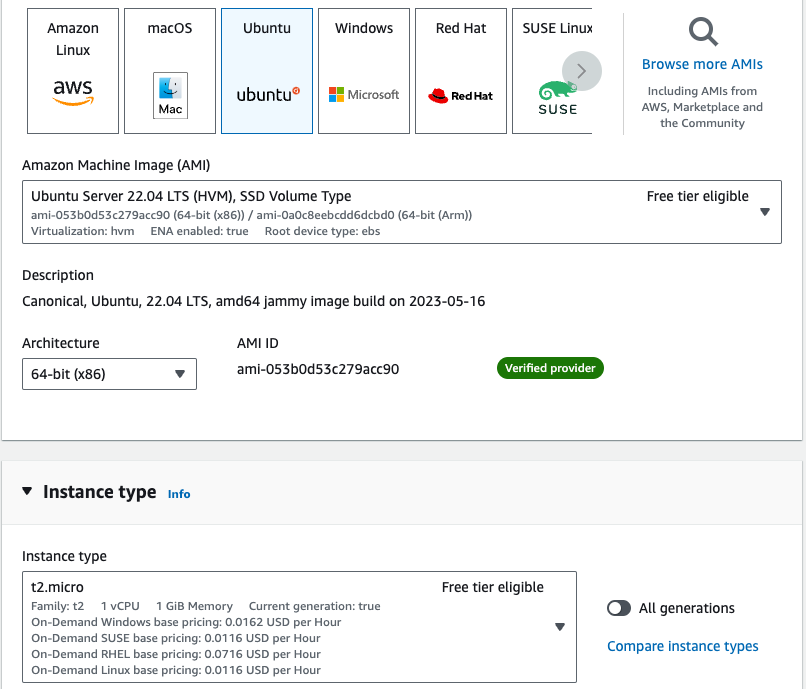 Amazon Linux
macOS
Ubuntu
Windows
Red Hat
SUSE Linux
aws
Mac
ubuntu
Microsoft
Red Hat
SUSE
Browse more AMIs
Including AMIs from
AWS, Marketplace and
the Community
Amazon Machine Image (AMI)
Ubuntu Server 22.04 LTS (HVM), SSD Volume Type
Free tier eligible
ami-053b0d53c279acc90 (64-bit (x86)) / ami-0a0c8eebcdd6dcbd0 (64-bit (Arm))
Virtualization: hvm ENA enabled: true Root device type: ebs
Description
Canonical, Ubuntu, 22.04 LTS, amd64 jammy image build on 2023-05-16
Architecture
AMI ID
64-bit (x86)
ami-053b0d53c279acc90
Verified provider
Instance type Info
Instance type
t2.micro
Free tier eligible
Family: t2 1 vCPU 1 GiB Memory Current generation: true
On-Demand Windows base pricing: 0.0162 USD per Hour
On-Demand SUSE base pricing: 0.0116 USD per Hour
On-Demand RHEL base pricing: 0.0716 USD per Hour
On-Demand Linux base pricing: 0.0116 USD per Hour
All generations
Compare instance types